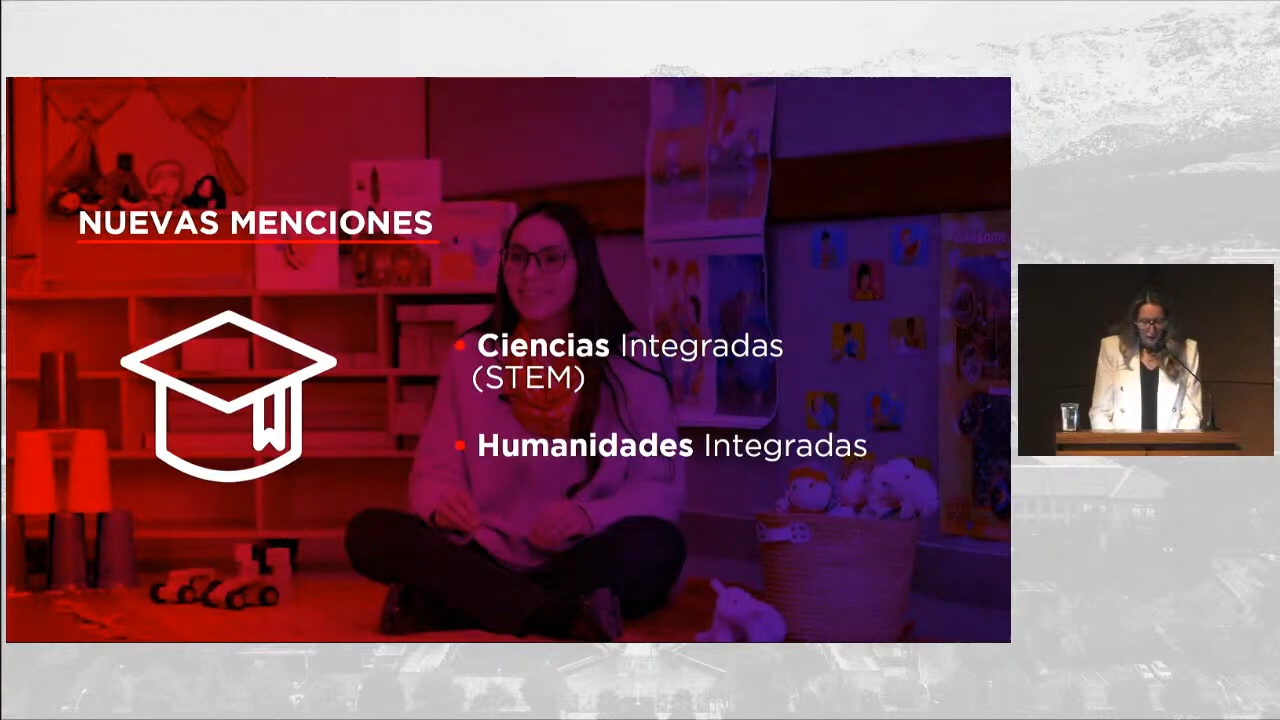 NUEVAS MENCIONES
• Ciencias Integradas
(STEM)
• Humanidades Integradas